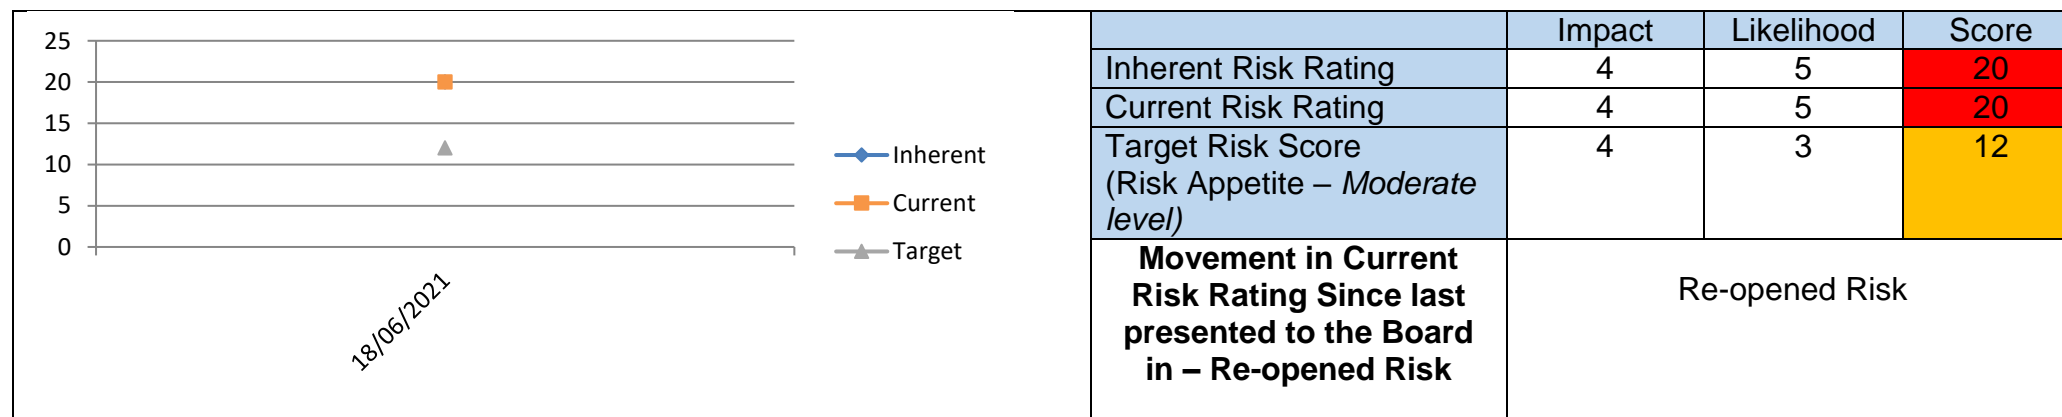 25
20
15
10
5
0
18/06/2021
Inherent
Current
Target
Impact Likelihood Score
Inherent Risk Rating 4 5 20
Current Risk Rating 4 5 20
Target Risk Score 4 3 12
(Risk Appetite – Moderate
level)
Movement in Current
Risk Rating Since last
presented to the Board
in – Re-opened Risk
Re-opened Risk